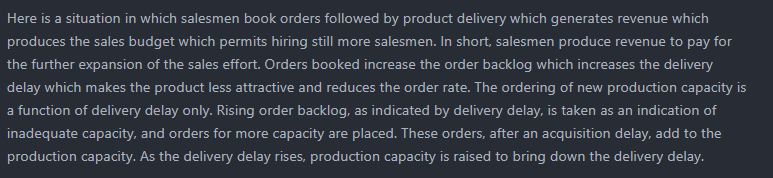 Here is a situation in which salesmen book orders followed by product delivery which generates revenue which
produces the sales budget which permits hiring still more salesmen. In short, salesmen produce revenue to pay for
the further expansion of the sales effort. Orders booked increase the order backlog which increases the delivery
delay which makes the product less attractive and reduces the order rate. The ordering of new production capacity is
a function of delivery delay only. Rising order backlog, as indicated by delivery delay, is taken as an indication of
inadequate capacity, and orders for more capacity are placed. These orders, after an acquisition delay, add to the
production capacity. As the delivery delay rises, production capacity is raised to bring down the delivery delay.